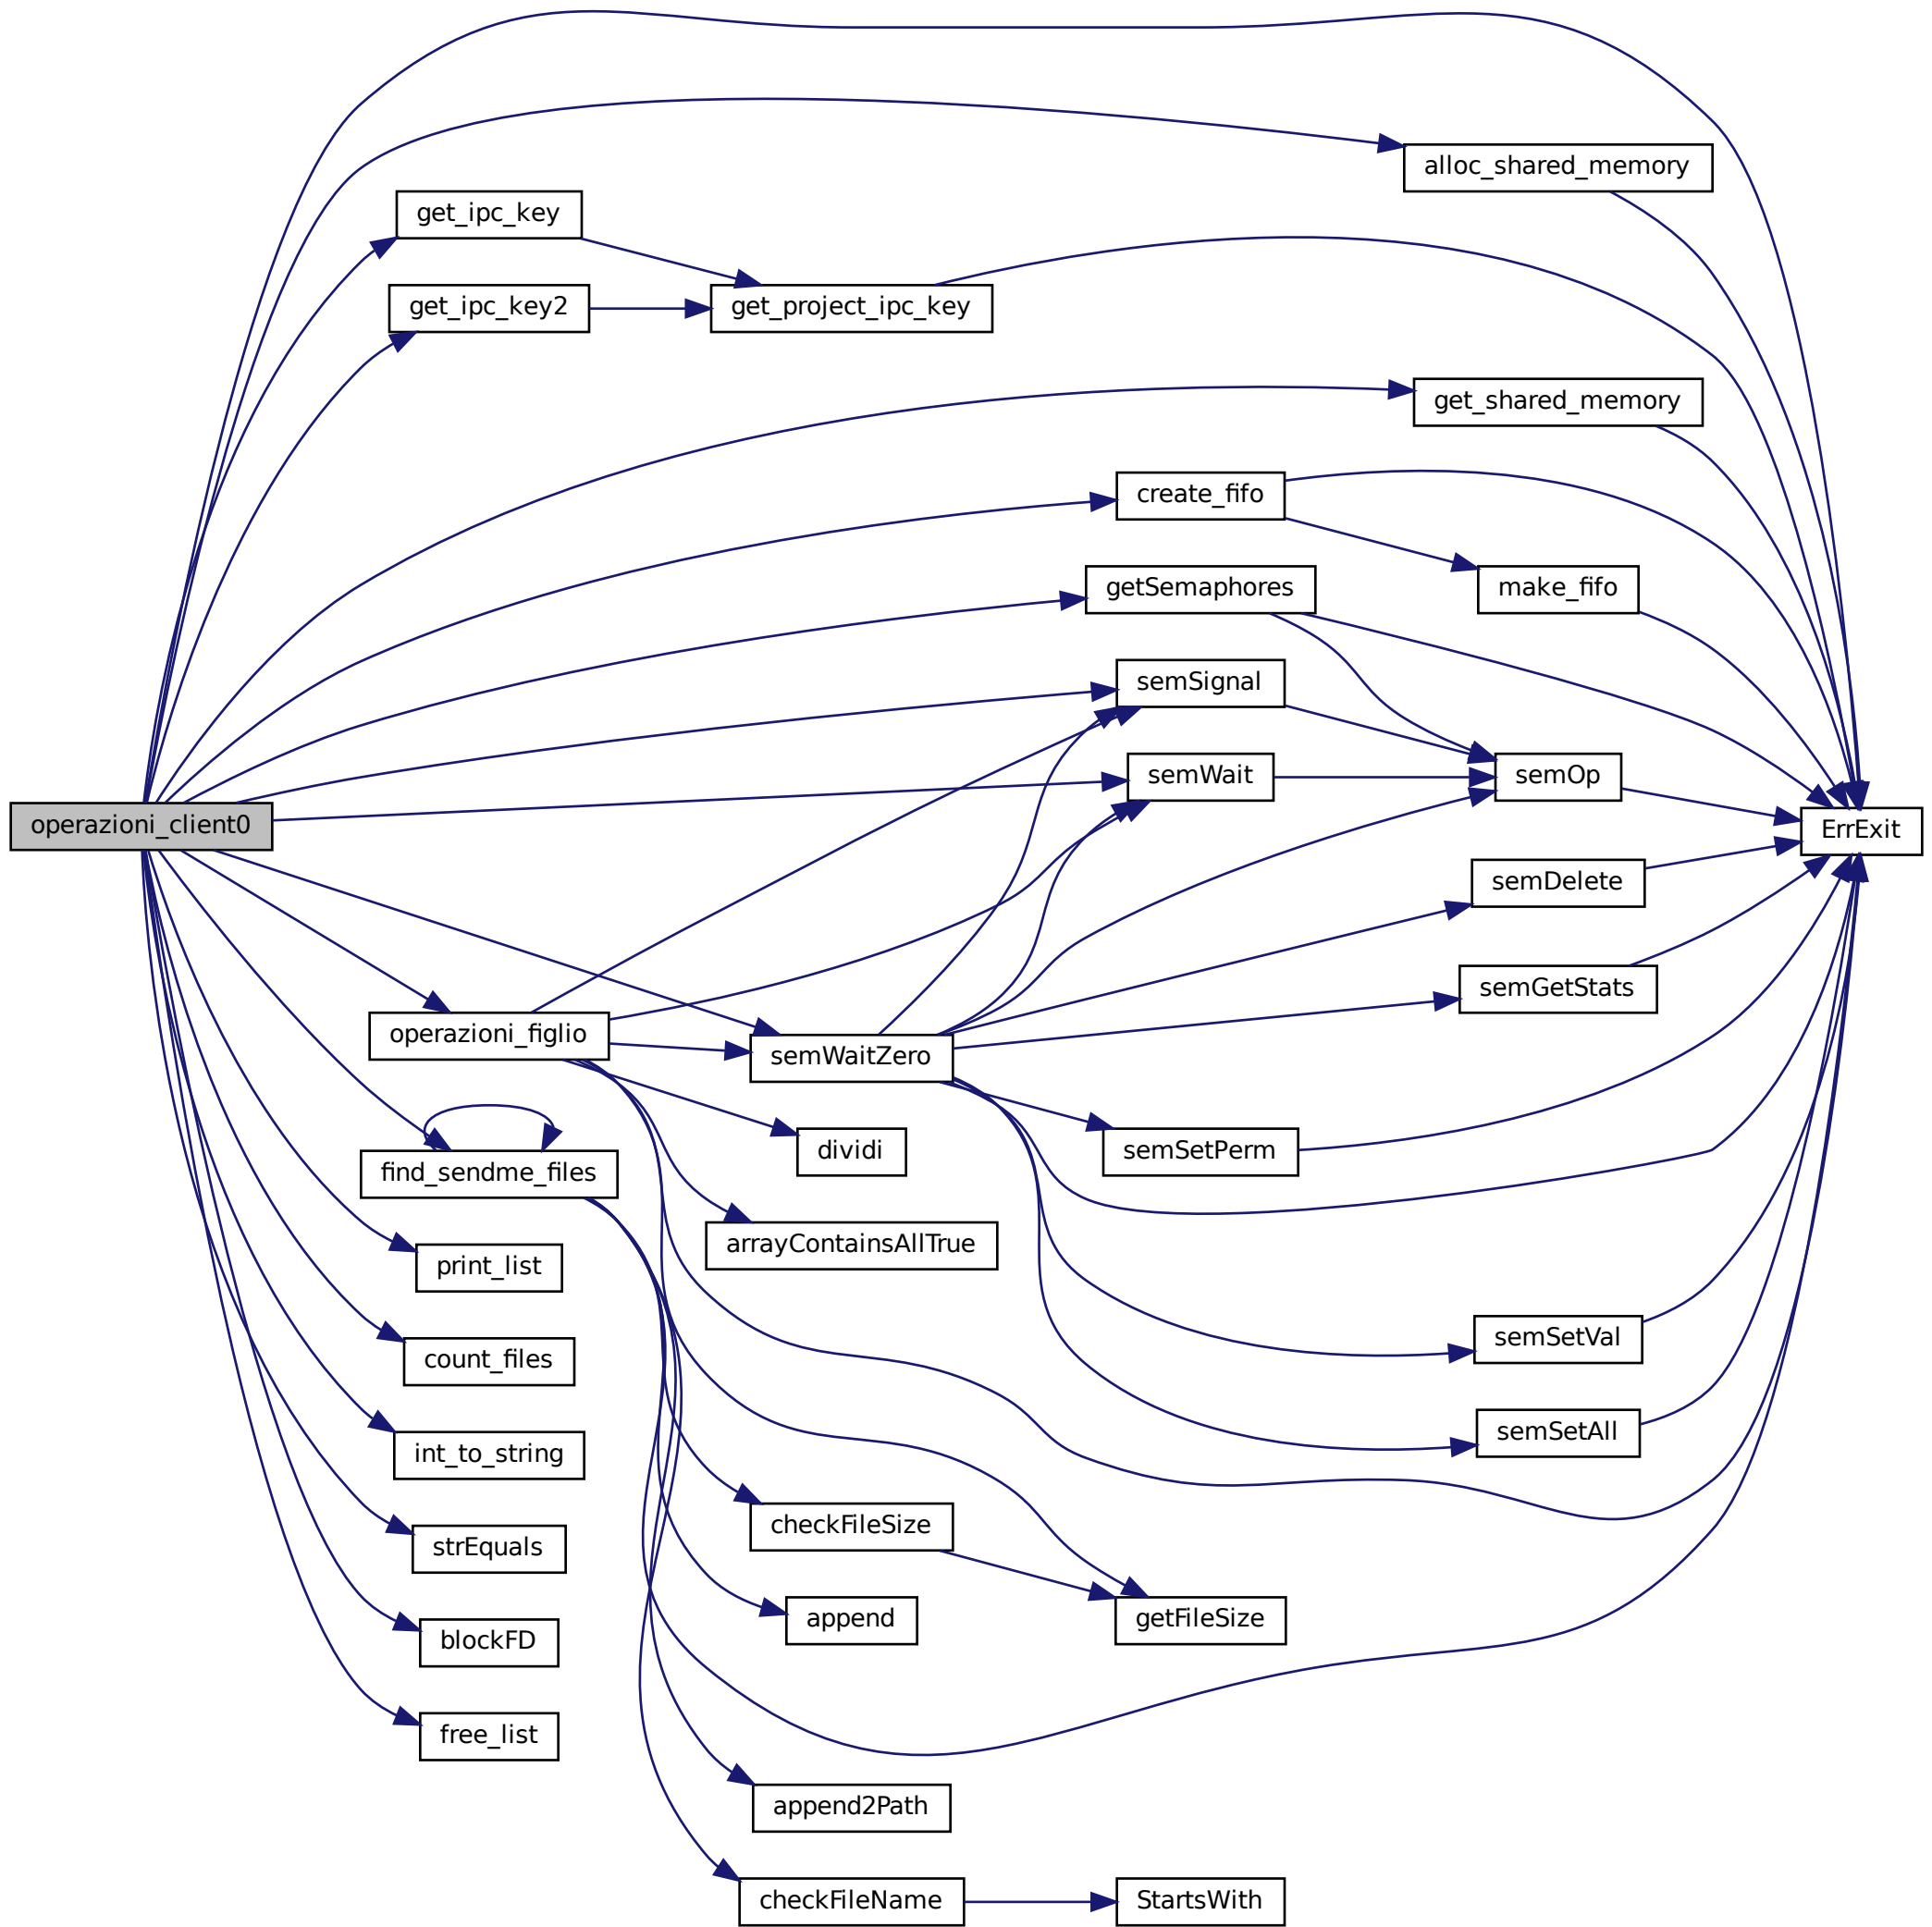 alloc_shared_memory
get_ipc_key
get_ipc_key2
get_project_ipc_key
get_shared_memory
create_fifo
make_fifo
getSemaphores
semSignal
semWait
semOp
operazioni_client0
ErrExit
semDelete
semGetStats
operazioni_figlio
semWaitZero
dividi
semSetPerm
find_sendme_files
arrayContainsAllTrue
print_list
semSetVal
count_files
semSetAll
int_to_string
checkFileSize
strEquals
append
getFileSize
blockFD
free_list
append2Path
checkFileName
StartsWith